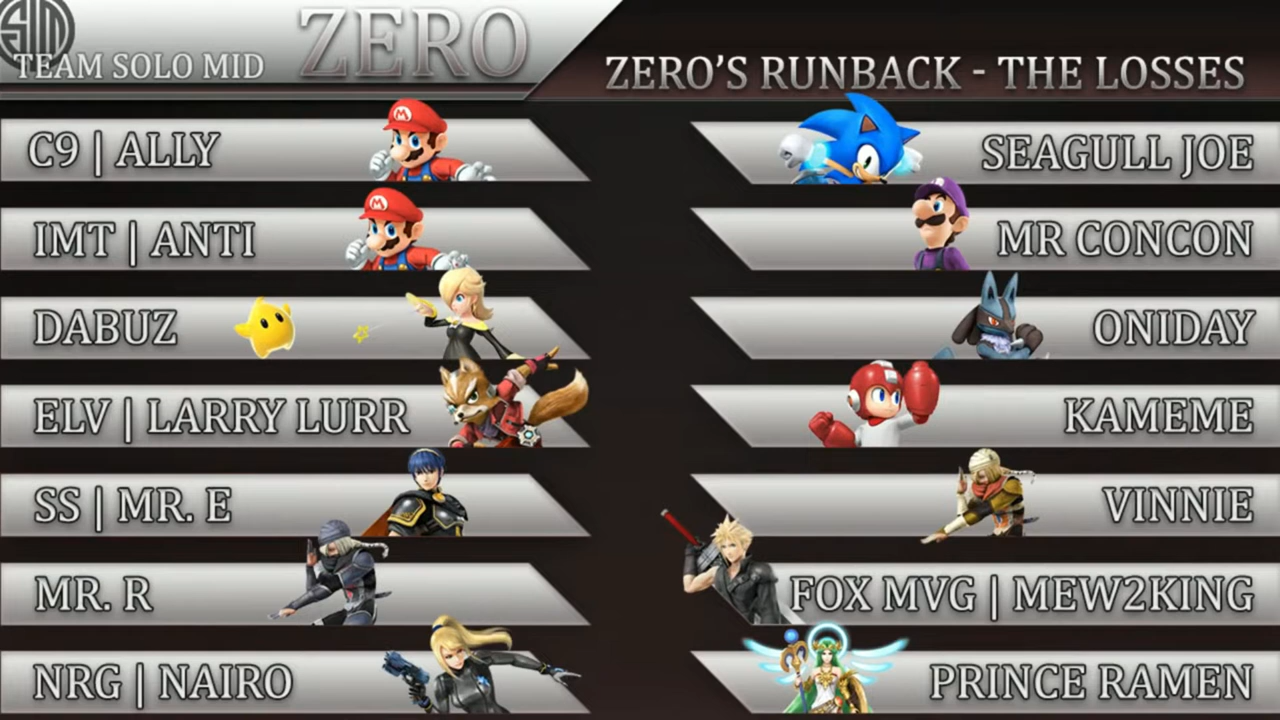 SM
ZERO
TEAM SOLO MID
ZERO'S RUNBACK - THE LOSSES
C9 | ALLY
SEAGULL JOE
IMT | ANTI
MR CONCON
DABUZ
ONIDAY
ELV | LARRY LURR
KAMEME
SS | MR. E
VINNIE
MR. R
FOX MVG | MEW2KING
NRG | NAIRO
PRINCE RAMEN